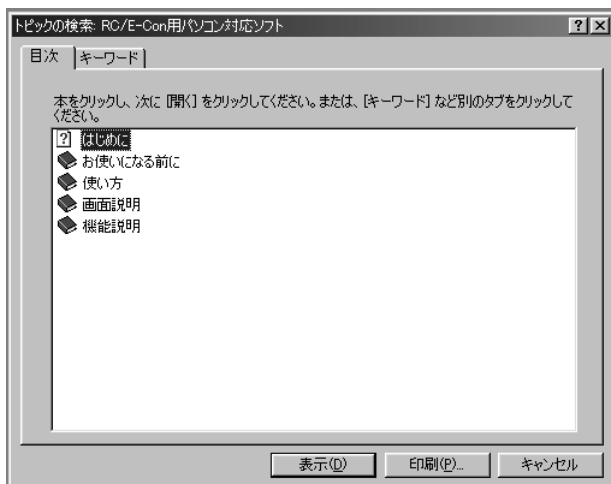 トピックの検索: RC/E-Con用パソコン対応ソフト
目次
キーワード
本をクリックし、次に [開く] をクリックしてください。または、[キーワード] など別のタブをクリックして
ください。
はじめに
お使いになる前に
使い方
画面説明
機能説明
表示(D)
印刷(P)...
キャンセル